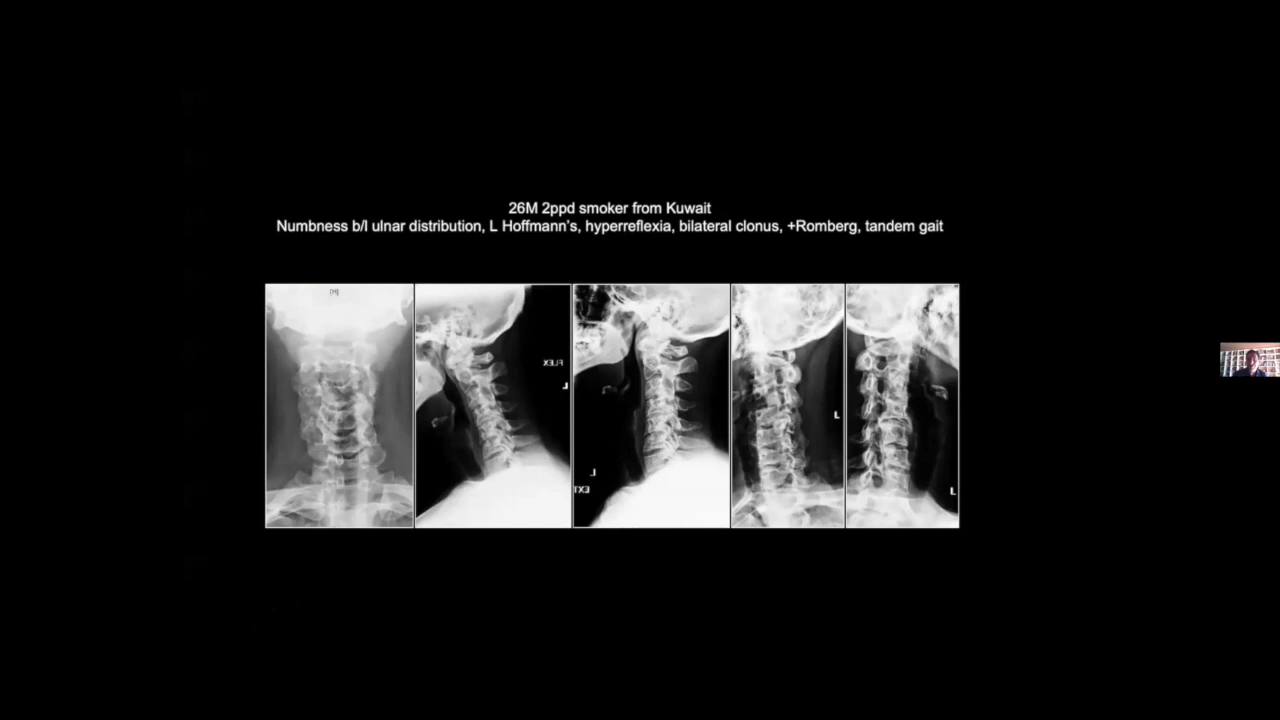 26M 2ppd smoker from Kuwait
Numbness b/l ulnar distribution, L Hoffmann's, hyperreflexia, bilateral clonus, +Romberg, tandem gait
FLEX
L
L
EXT
L
L